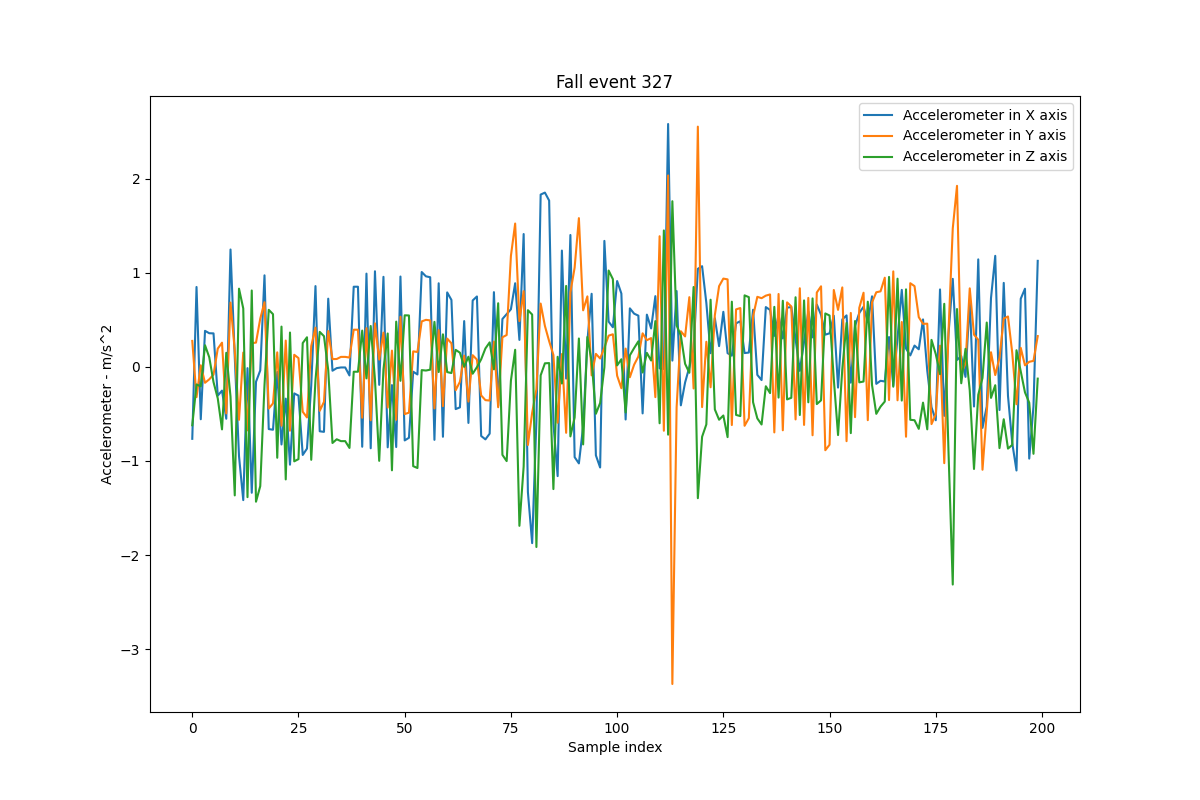 Fall event 327
Accelerometer in X axis
Accelerometer in Y axis
Accelerometer in Z axis
Accelerometer - m/s^2
2
1
0
−1
−2
−3
0 25 50 75 100 125 150 175 200
Sample index